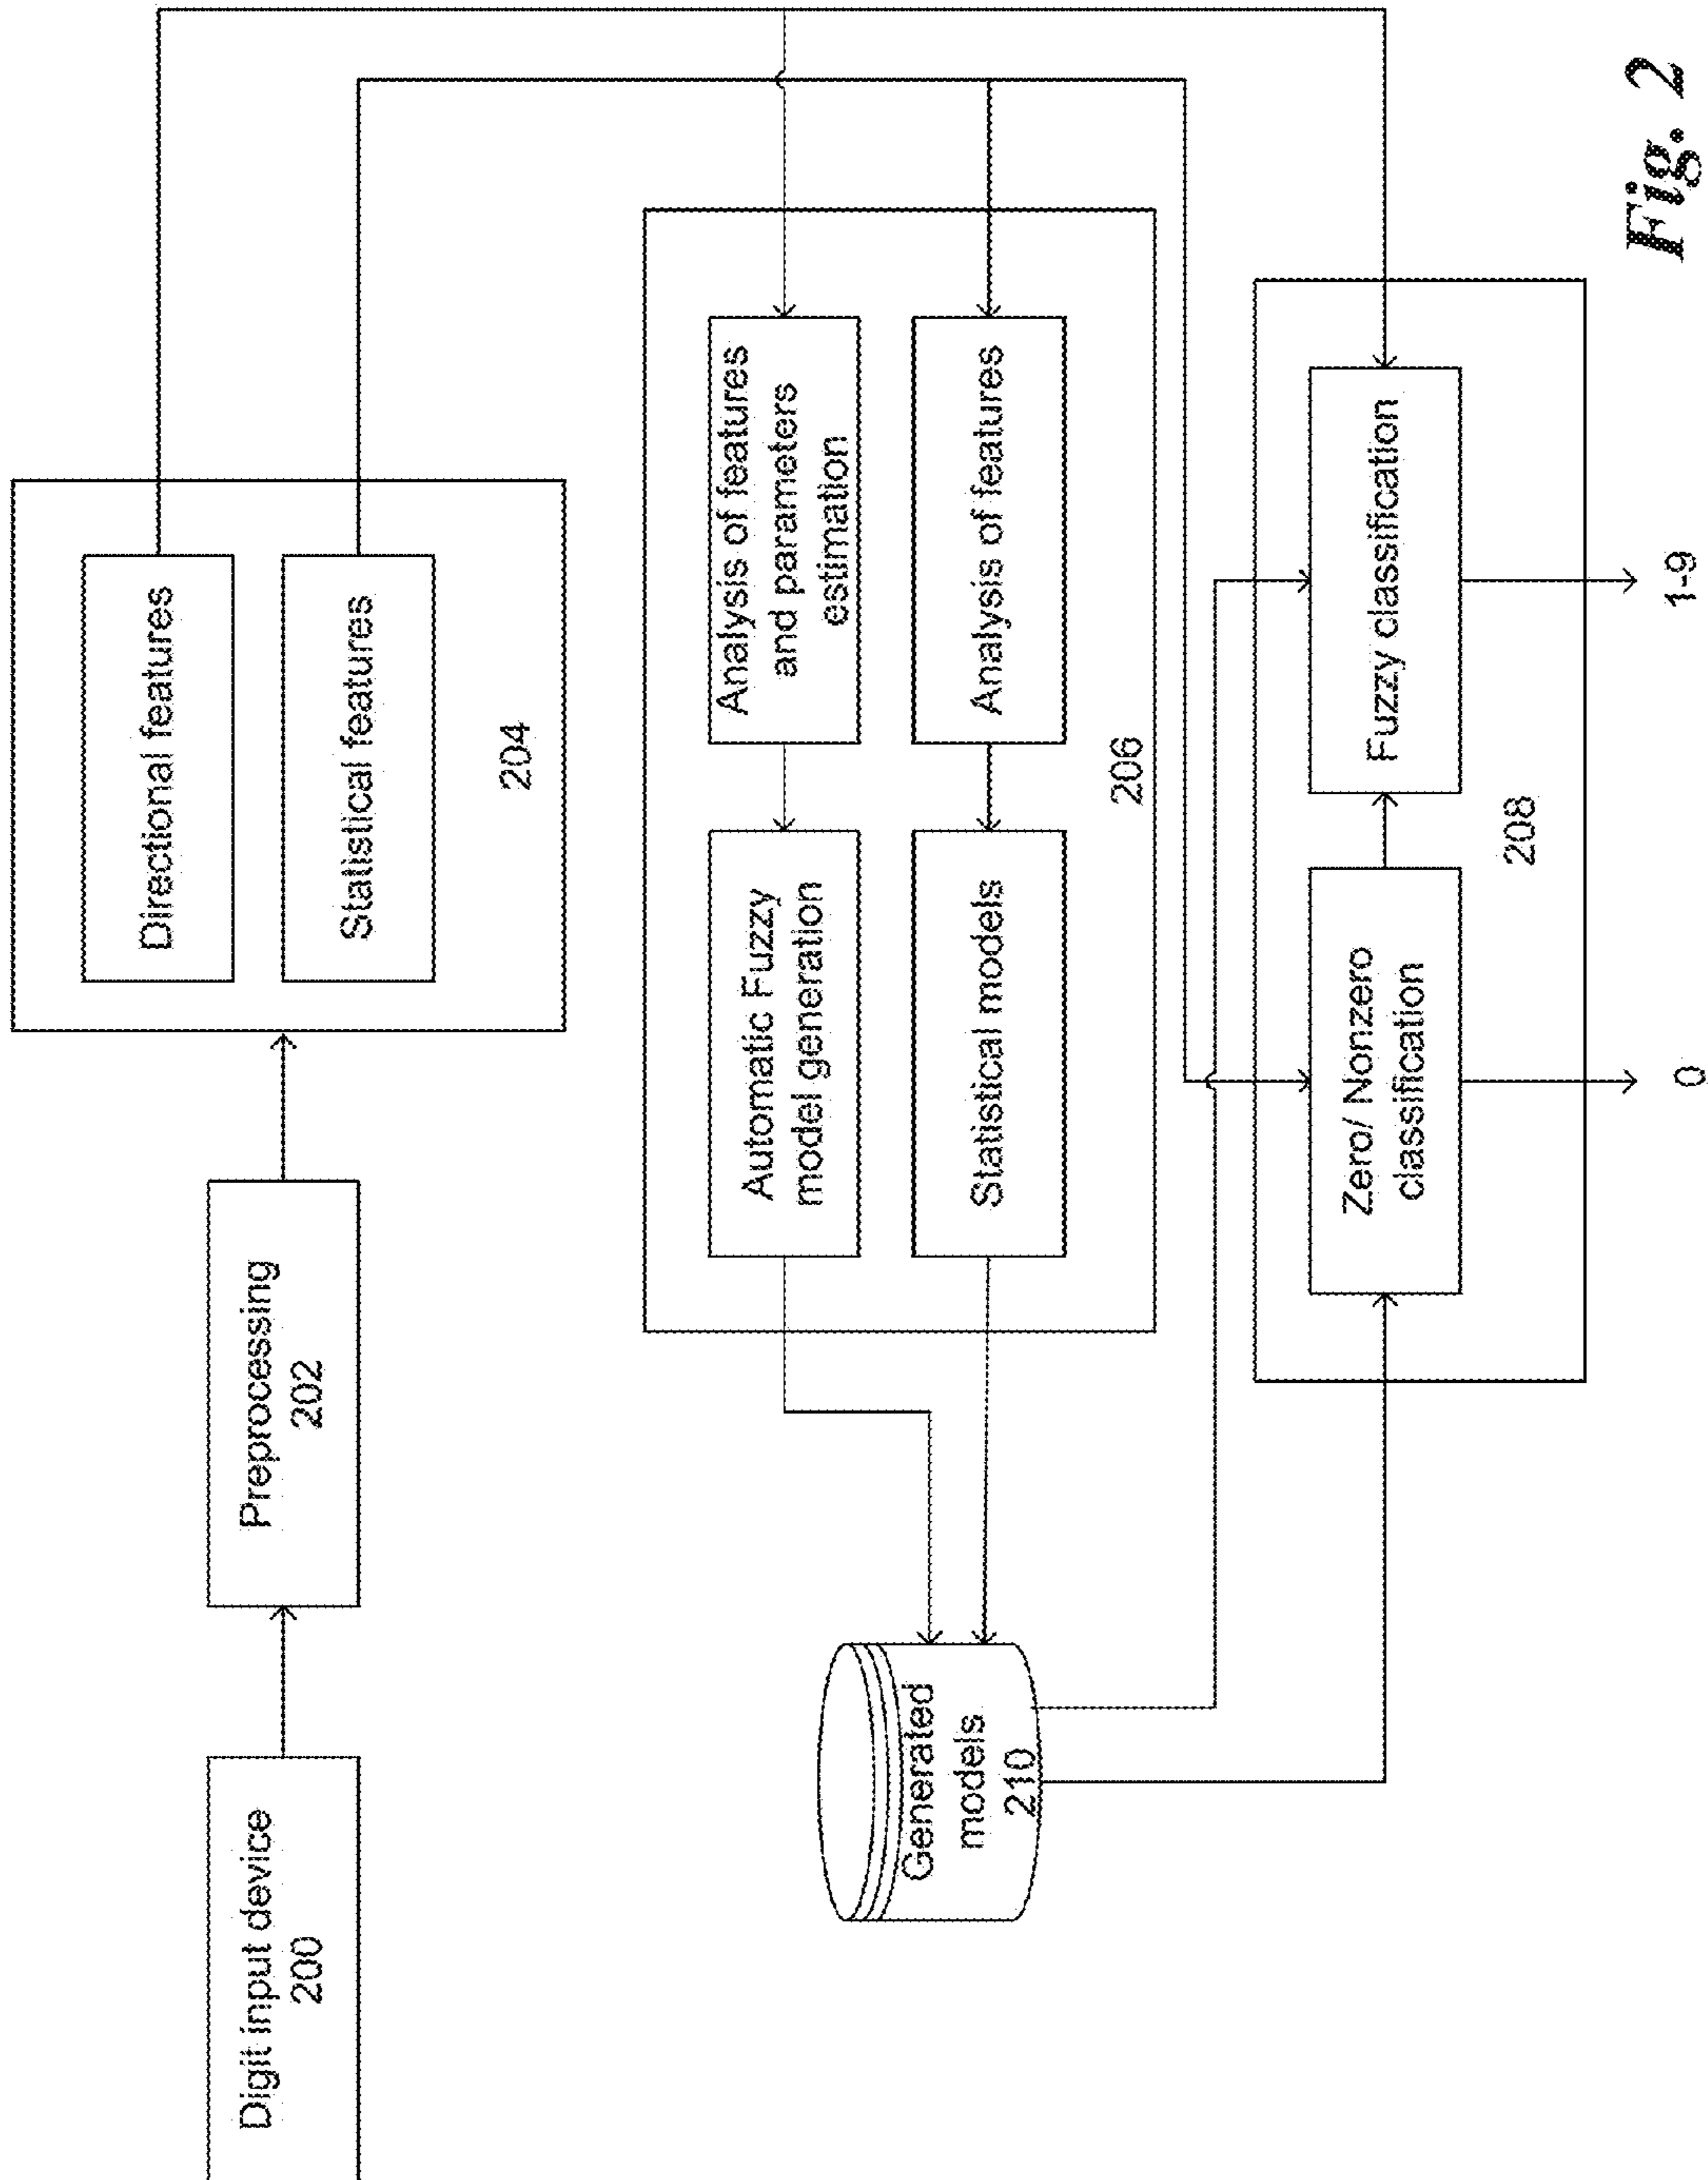 Digit input device
200
Preprocessing
202
Directional features
Statistical features
204
Generated
models
210
Automatic Fuzzy
model generation
Analysis of features
and parameters
estimation
Statistical models
Analysis of features
206
Zero/ Nonzero
classification
Fuzzy classification
208
0
1-9
Fig. 2